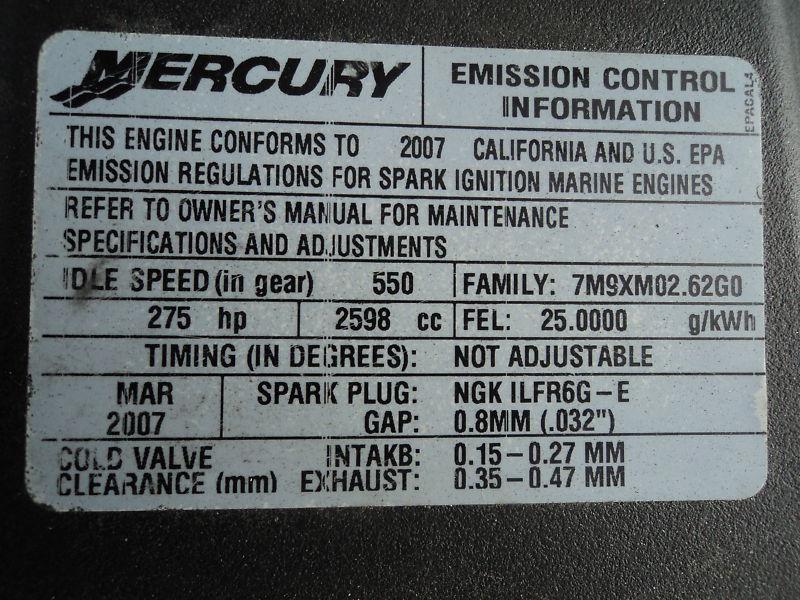 MERCURY
EMISSION CONTROL
INFORMATION
EPACAL4
THIS ENGINE CONFORMS TO 2007 CALIFORNIA AND U.S. EPA
EMISSION REGULATIONS FOR SPARK IGNITION MARINE ENGINES
REFER TO OWNER'S MANUAL FOR MAINTENANCE
SPECIFICATIONS AND ADJUSTMENTS
IDLE SPEED (in gear) 550 FAMILY: 7M9XM02.62G0
275 hp 2598 cc FEL: 25.0000 g/kWh
TIMING (IN DEGREES): NOT ADJUSTABLE
MAR SPARK PLUG: NGK ILFR6G-E
2007 GAP: 0.8MM (.032")
COLD VALVE INTAKB: 0.15-0.27 MM
CLEARANCE (mm) EXHAUST: 0.35-0.47 MM